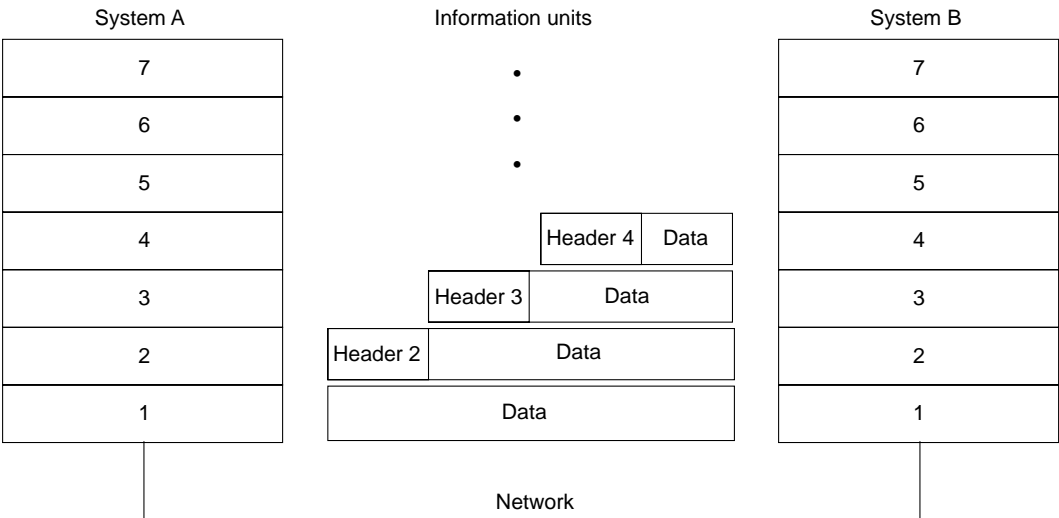 System A Information units System B
7 • 7
6 • 6
5 • 5
4 Header 4 Data 4
3 Header 3 Data 3
2 Header 2 Data 2
1 Data 1
Network